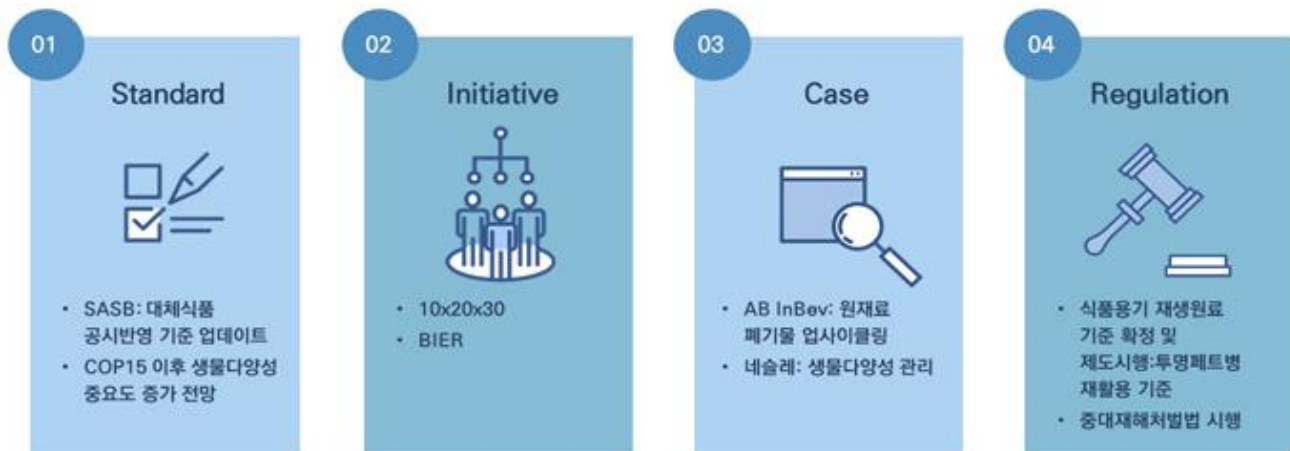 01
Standard
• SASB: 대체식품
공시반영 기준 업데이트
• COP15 이후 생물다양성
중요도 증가 전망
02
Initiative
• 10x20x30
• BIER
03
Case
• AB InBev: 원재료
폐기물 업사이클링
• 네슬레: 생물다양성 관리
04
Regulation
• 식품용기 재생원료
기준 확정 및
제도시행:투명페트병
재활용 기준
• 중대재해처벌법 시행